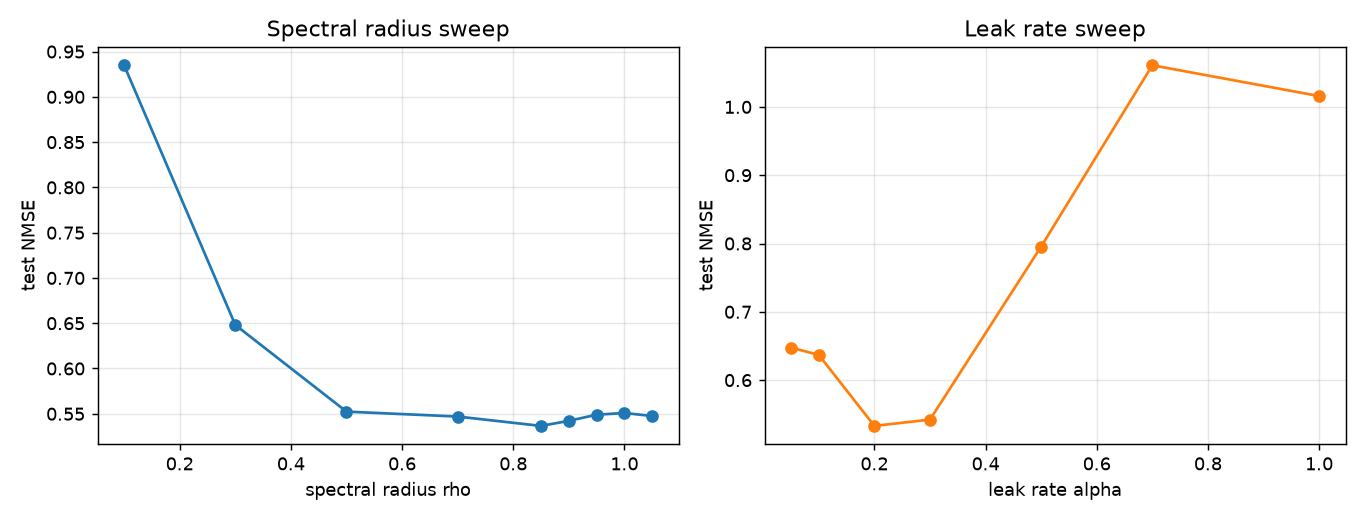 Spectral radius sweep
test NMSE
0.95
0.90
0.85
0.80
0.75
0.70
0.65
0.60
0.55
0.2 0.4 0.6 0.8 1.0
spectral radius rho
Leak rate sweep
test NMSE
1.0
0.9
0.8
0.7
0.6
0.2 0.4 0.6 0.8 1.0
leak rate alpha